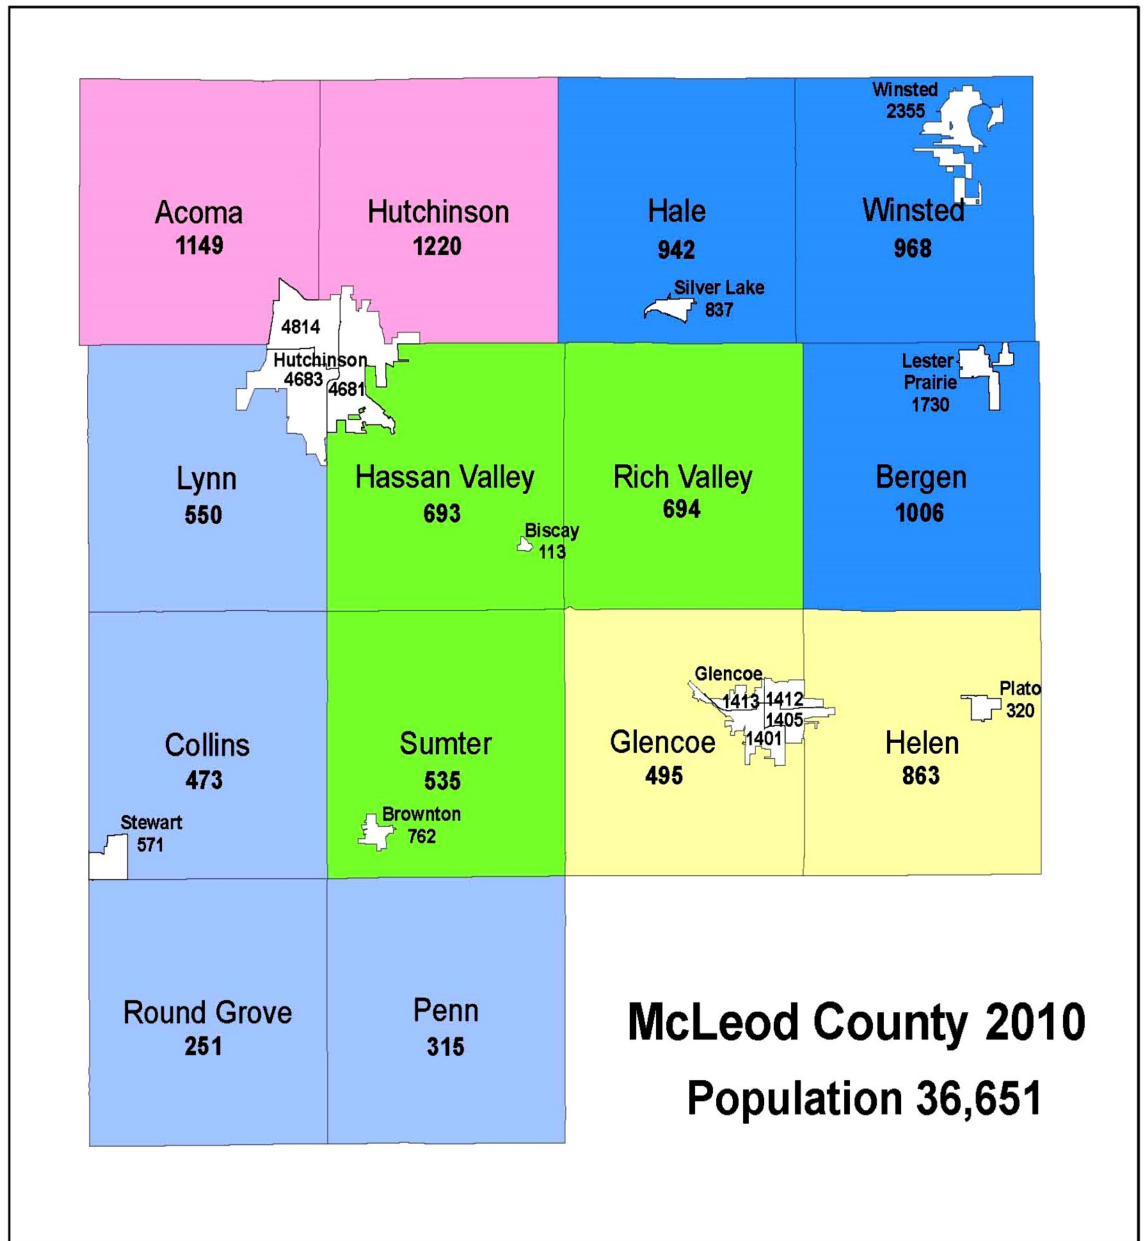 Winsted
2355
Acoma
1149
Hutchinson
1220
Hale
942
Winsted
968
Silver Lake
837
4814
Hutchinson
4683
4681
Lester
Prairie
1730
Lynn
550
Hassan Valley
693
Rich Valley
694
Bergen
1006
Biscay
113
Glencoe
1413
1412
1405
1401
Plato
320
Collins
473
Sumter
535
Glencoe
495
Helen
863
Stewart
571
Brownton
762
Round Grove
251
Penn
315
McLeod County 2010
Population 36,651